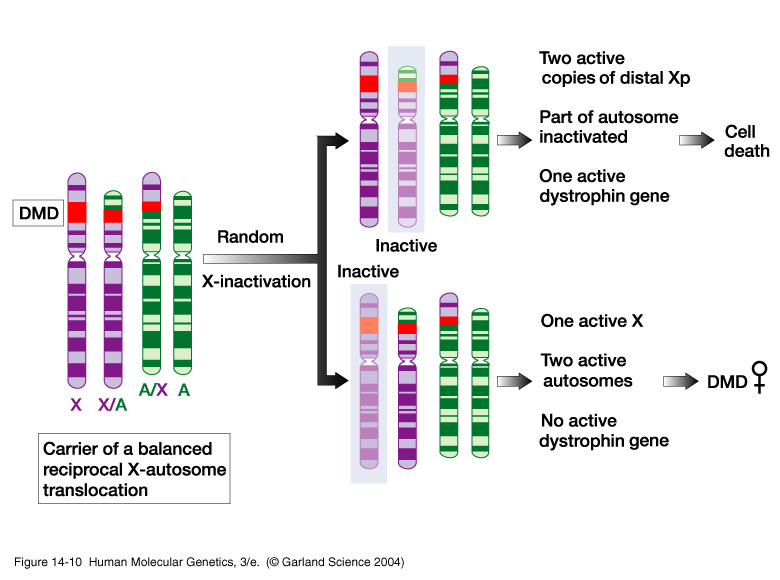 DMD
X
X/A
A/X
A
Carrier of a balanced
reciprocal X-autosome
translocation
Random
X-inactivation
Inactive
Two active
copies of distal Xp
Part of autosome
inactivated
One active
dystrophin gene
Cell
death
Inactive
One active X
Two active
autosomes
No active
dystrophin gene
DMD ♀
Figure 14-10 Human Molecular Genetics, 3/e. (© Garland Science 2004)